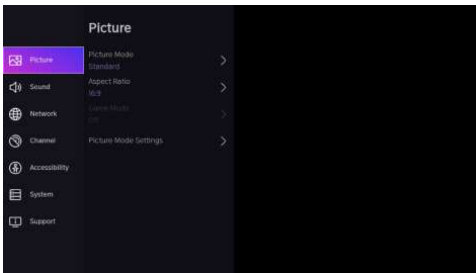 Picture
Picture
Picture Mode
Standard
Sound
Aspect Ratio
16:9
Network
Game Mode
Off
Channel
Picture Mode Settings
Accessibility
System
Support